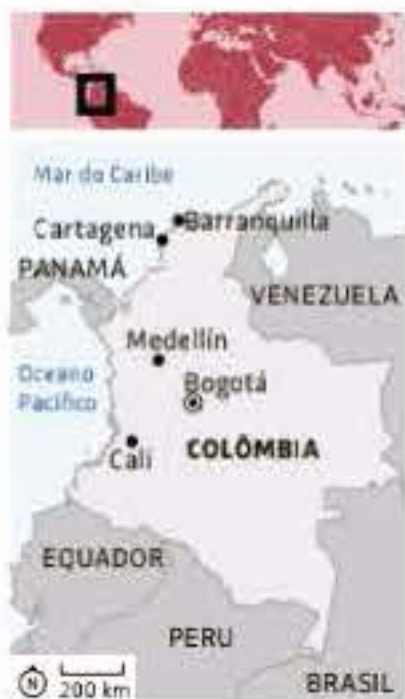 Mar do Caribe
Barranquilla
Cartagena
PANAMÁ
VENEZUELA
Medellín
Oceano
Pacífico
Bogotá
Cali
COLÔMBIA
EQUADOR
PERU
N
200 km
BRASIL